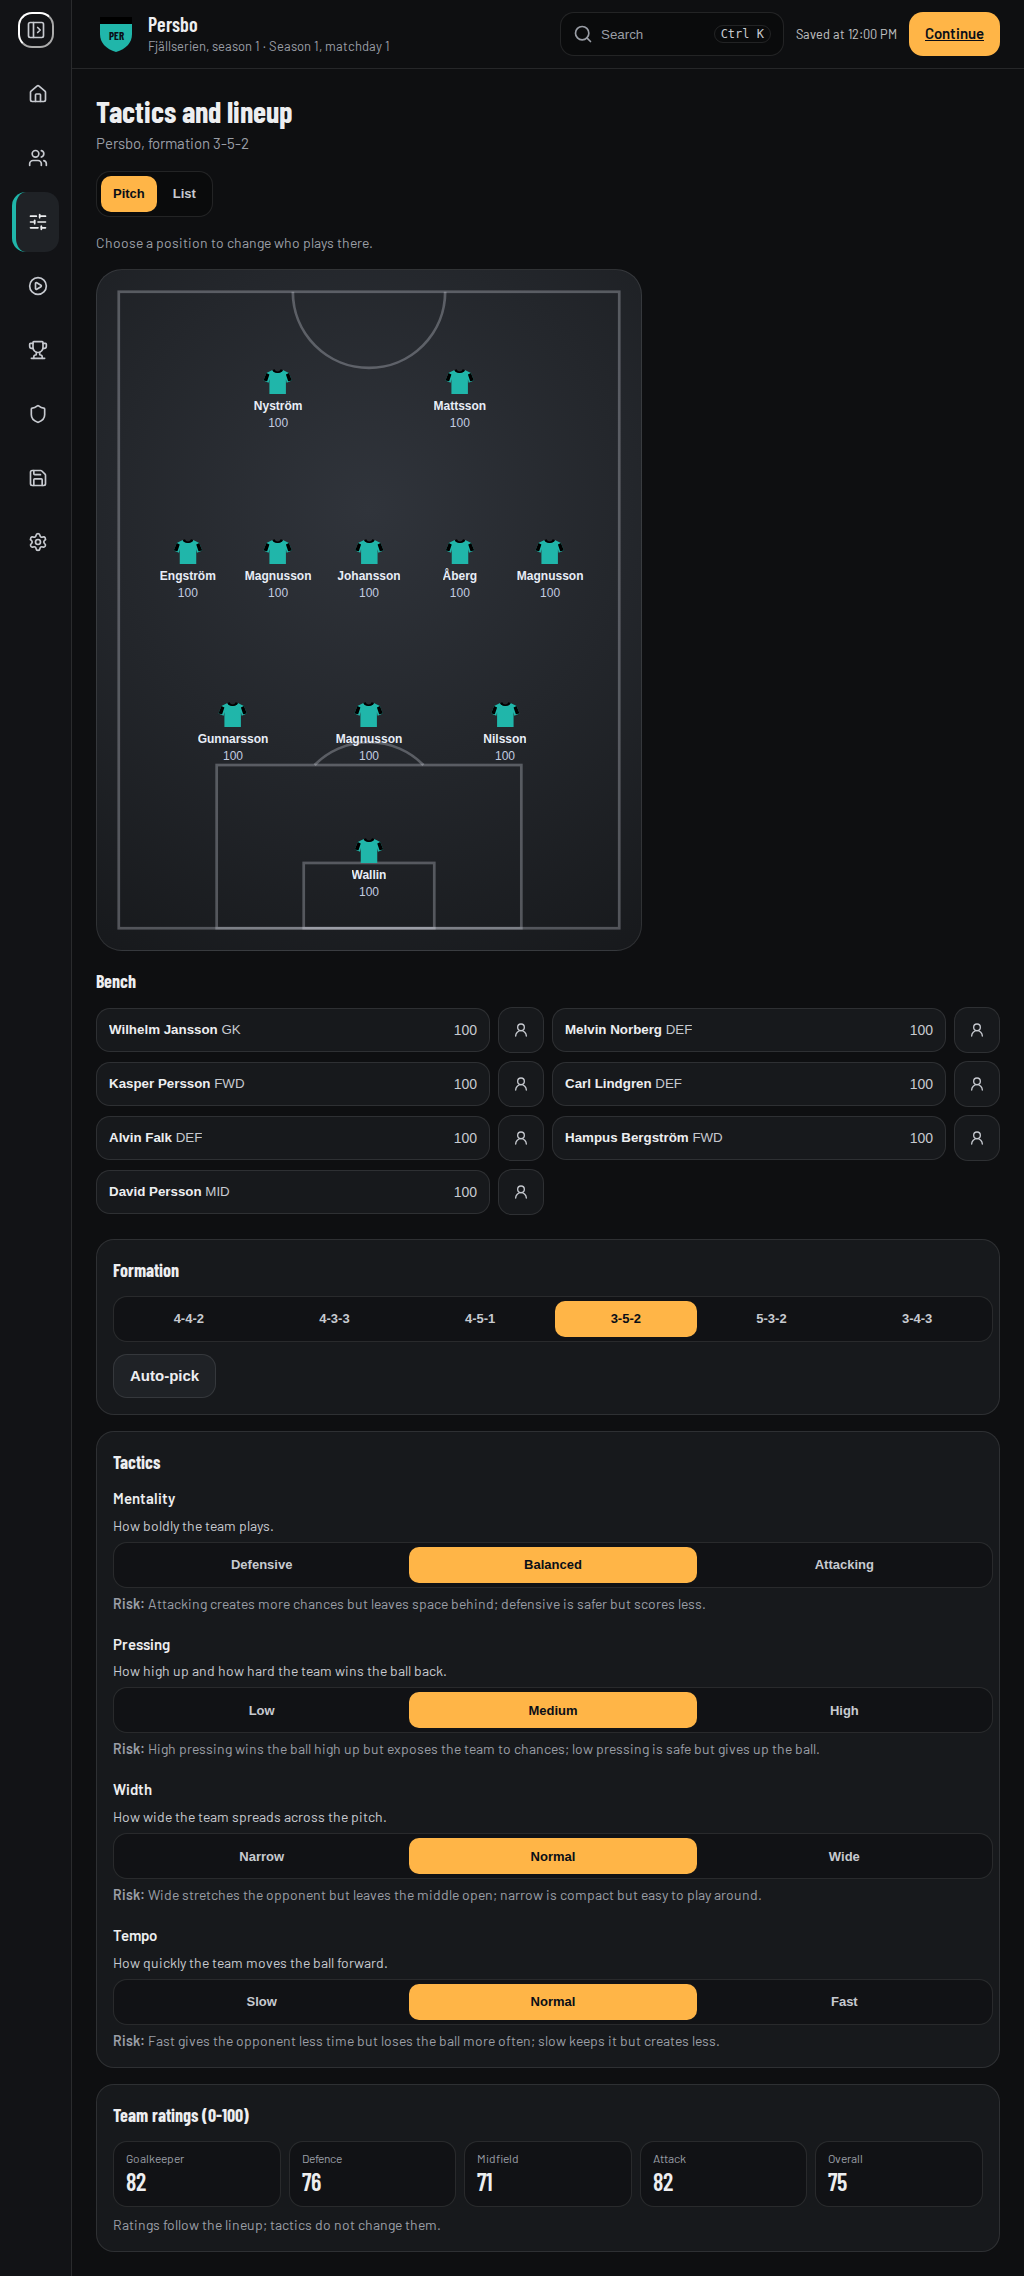 PER
Persbo
Fjällserien, season 1 · Season 1, matchday 1
Search
Ctrl K
Saved at 12:00 PM
Continue
Tactics and lineup
Persbo, formation 3-5-2
Pitch
List
Choose a position to change who plays there.
Nyström
100
Mattsson
100
Engström
100
Magnusson
100
Johansson
100
Åberg
100
Magnusson
100
Gunnarsson
100
Magnusson
100
Nilsson
100
Wallin
100
Bench
Wilhelm Jansson GK 100
Melvin Norberg DEF 100
Kasper Persson FWD 100
Carl Lindgren DEF 100
Alvin Falk DEF 100
Hampus Bergström FWD 100
David Persson MID 100
Formation
4-4-2
4-3-3
4-5-1
3-5-2
5-3-2
3-4-3
Auto-pick
Tactics
Mentality
How boldly the team plays.
Defensive
Balanced
Attacking
Risk: Attacking creates more chances but leaves space behind; defensive is safer but scores less.
Pressing
How high up and how hard the team wins the ball back.
Low
Medium
High
Risk: High pressing wins the ball high up but exposes the team to chances; low pressing is safe but gives up the ball.
Width
How wide the team spreads across the pitch.
Narrow
Normal
Wide
Risk: Wide stretches the opponent but leaves the middle open; narrow is compact but easy to play around.
Tempo
How quickly the team moves the ball forward.
Slow
Normal
Fast
Risk: Fast gives the opponent less time but loses the ball more often; slow keeps it but creates less.
Team ratings (0-100)
Goalkeeper
82
Defence
76
Midfield
71
Attack
82
Overall
75
Ratings follow the lineup; tactics do not change them.